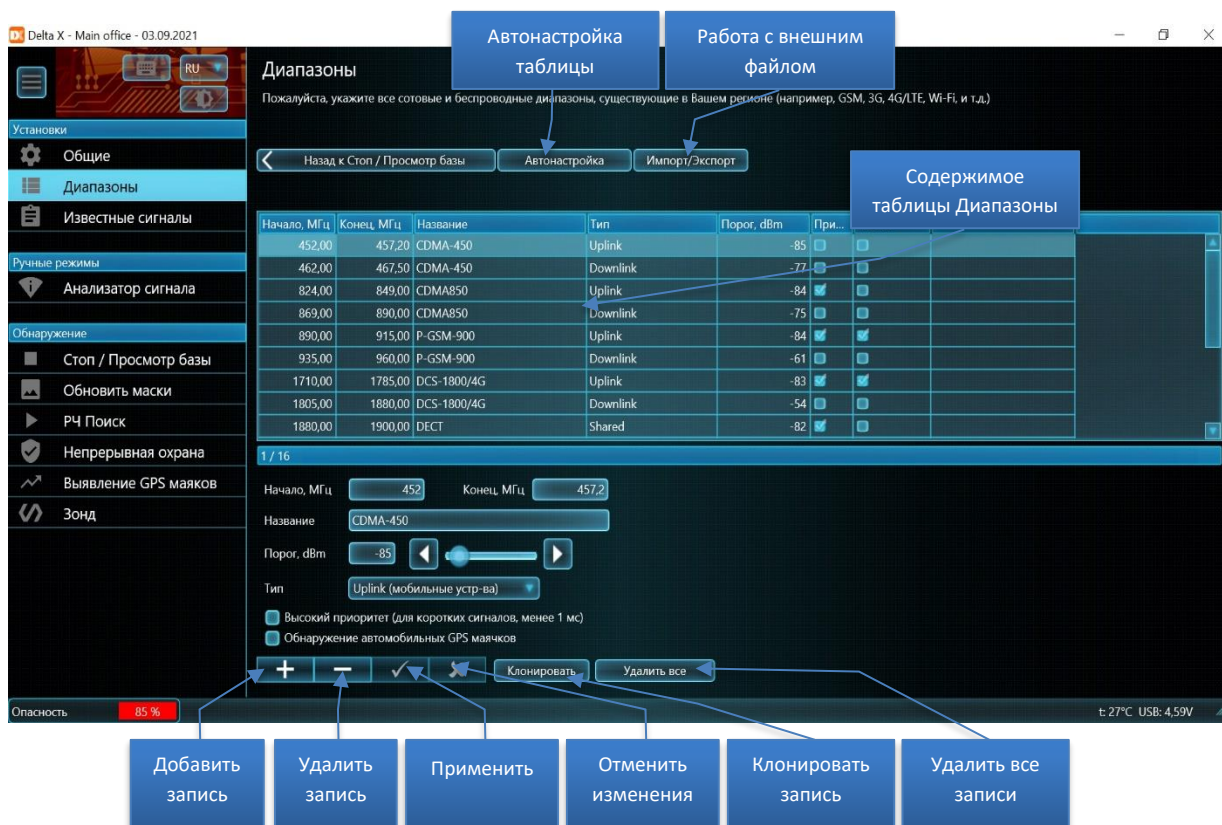 Delta X - Main office - 03.09.2021
Автонастройка
таблицы
Работа с внешним
файлом
RU
Диапазоны
Пожалуйста, укажите все сотовые и беспроводные диапазоны, существующие в Вашем регионе (например, GSM, 3G, 4G/LTE, Wi-Fi, и т.д.)
Установки
Общие
Диапазоны
Известные сигналы
Ручные режимы
Анализатор сигнала
Обнаружение
Стоп / Просмотр базы
Обновить маски
РЧ Поиск
Непрерывная охрана
Выявление GPS маяков
Зонд
Назад к Стоп / Просмотр базы Автонастройка Импорт/Экспорт
Содержимое
таблицы Диапазоны
Начало, МГц Конец, МГц Название Тип Порог, dBm При...
452,00 457,20 CDMA-450 Uplink -85
462,00 467,50 CDMA-450 Downlink -77
824,00 849,00 CDMA850 Uplink -84
869,00 890,00 CDMA850 Downlink -75
890,00 915,00 P-GSM-900 Uplink -84
935,00 960,00 P-GSM-900 Downlink -61
1710,00 1785,00 DCS-1800/4G Uplink -83
1805,00 1880,00 DCS-1800/4G Downlink -54
1880,00 1900,00 DECT Shared -82
1 / 16
Начало, МГц 452 Конец, МГц 457,2
Название CDMA-450
Порог, dBm -85
Тип Uplink (мобильные устр-ва)
Высокий приоритет (для коротких сигналов, менее 1 мс)
Обнаружение автомобильных GPS маячков
Клонировать Удалить все
Опасность 85 %
t: 27°C USB: 4,59V
Добавить
запись
Удалить
запись
Применить
Отменить
изменения
Клонировать
запись
Удалить все
записи